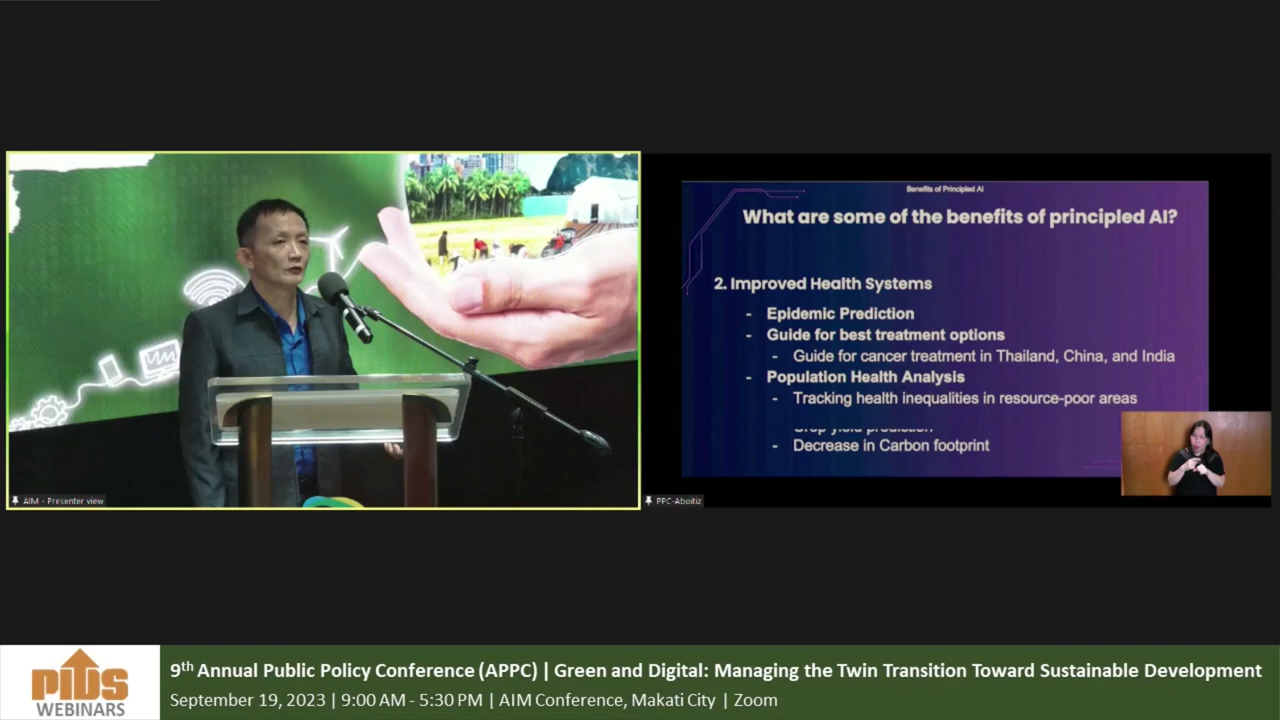 Benefits of Principled AI
What are some of the benefits of principled AI?
2. Improved Health Systems
- Epidemic Prediction
- Guide for best treatment options
- Guide for cancer treatment in Thailand, China, and India
- Population Health Analysis
- Tracking health inequalities in resource-poor areas
Crop yield prediction
- Decrease in Carbon footprint
AIM - Presenter view
PPC-Aboitiz
PIDS
WEBINARS
9th Annual Public Policy Conference (APPC) | Green and Digital: Managing the Twin Transition Toward Sustainable Development
September 19, 2023 | 9:00 AM - 5:30 PM | AIM Conference, Makati City | Zoom